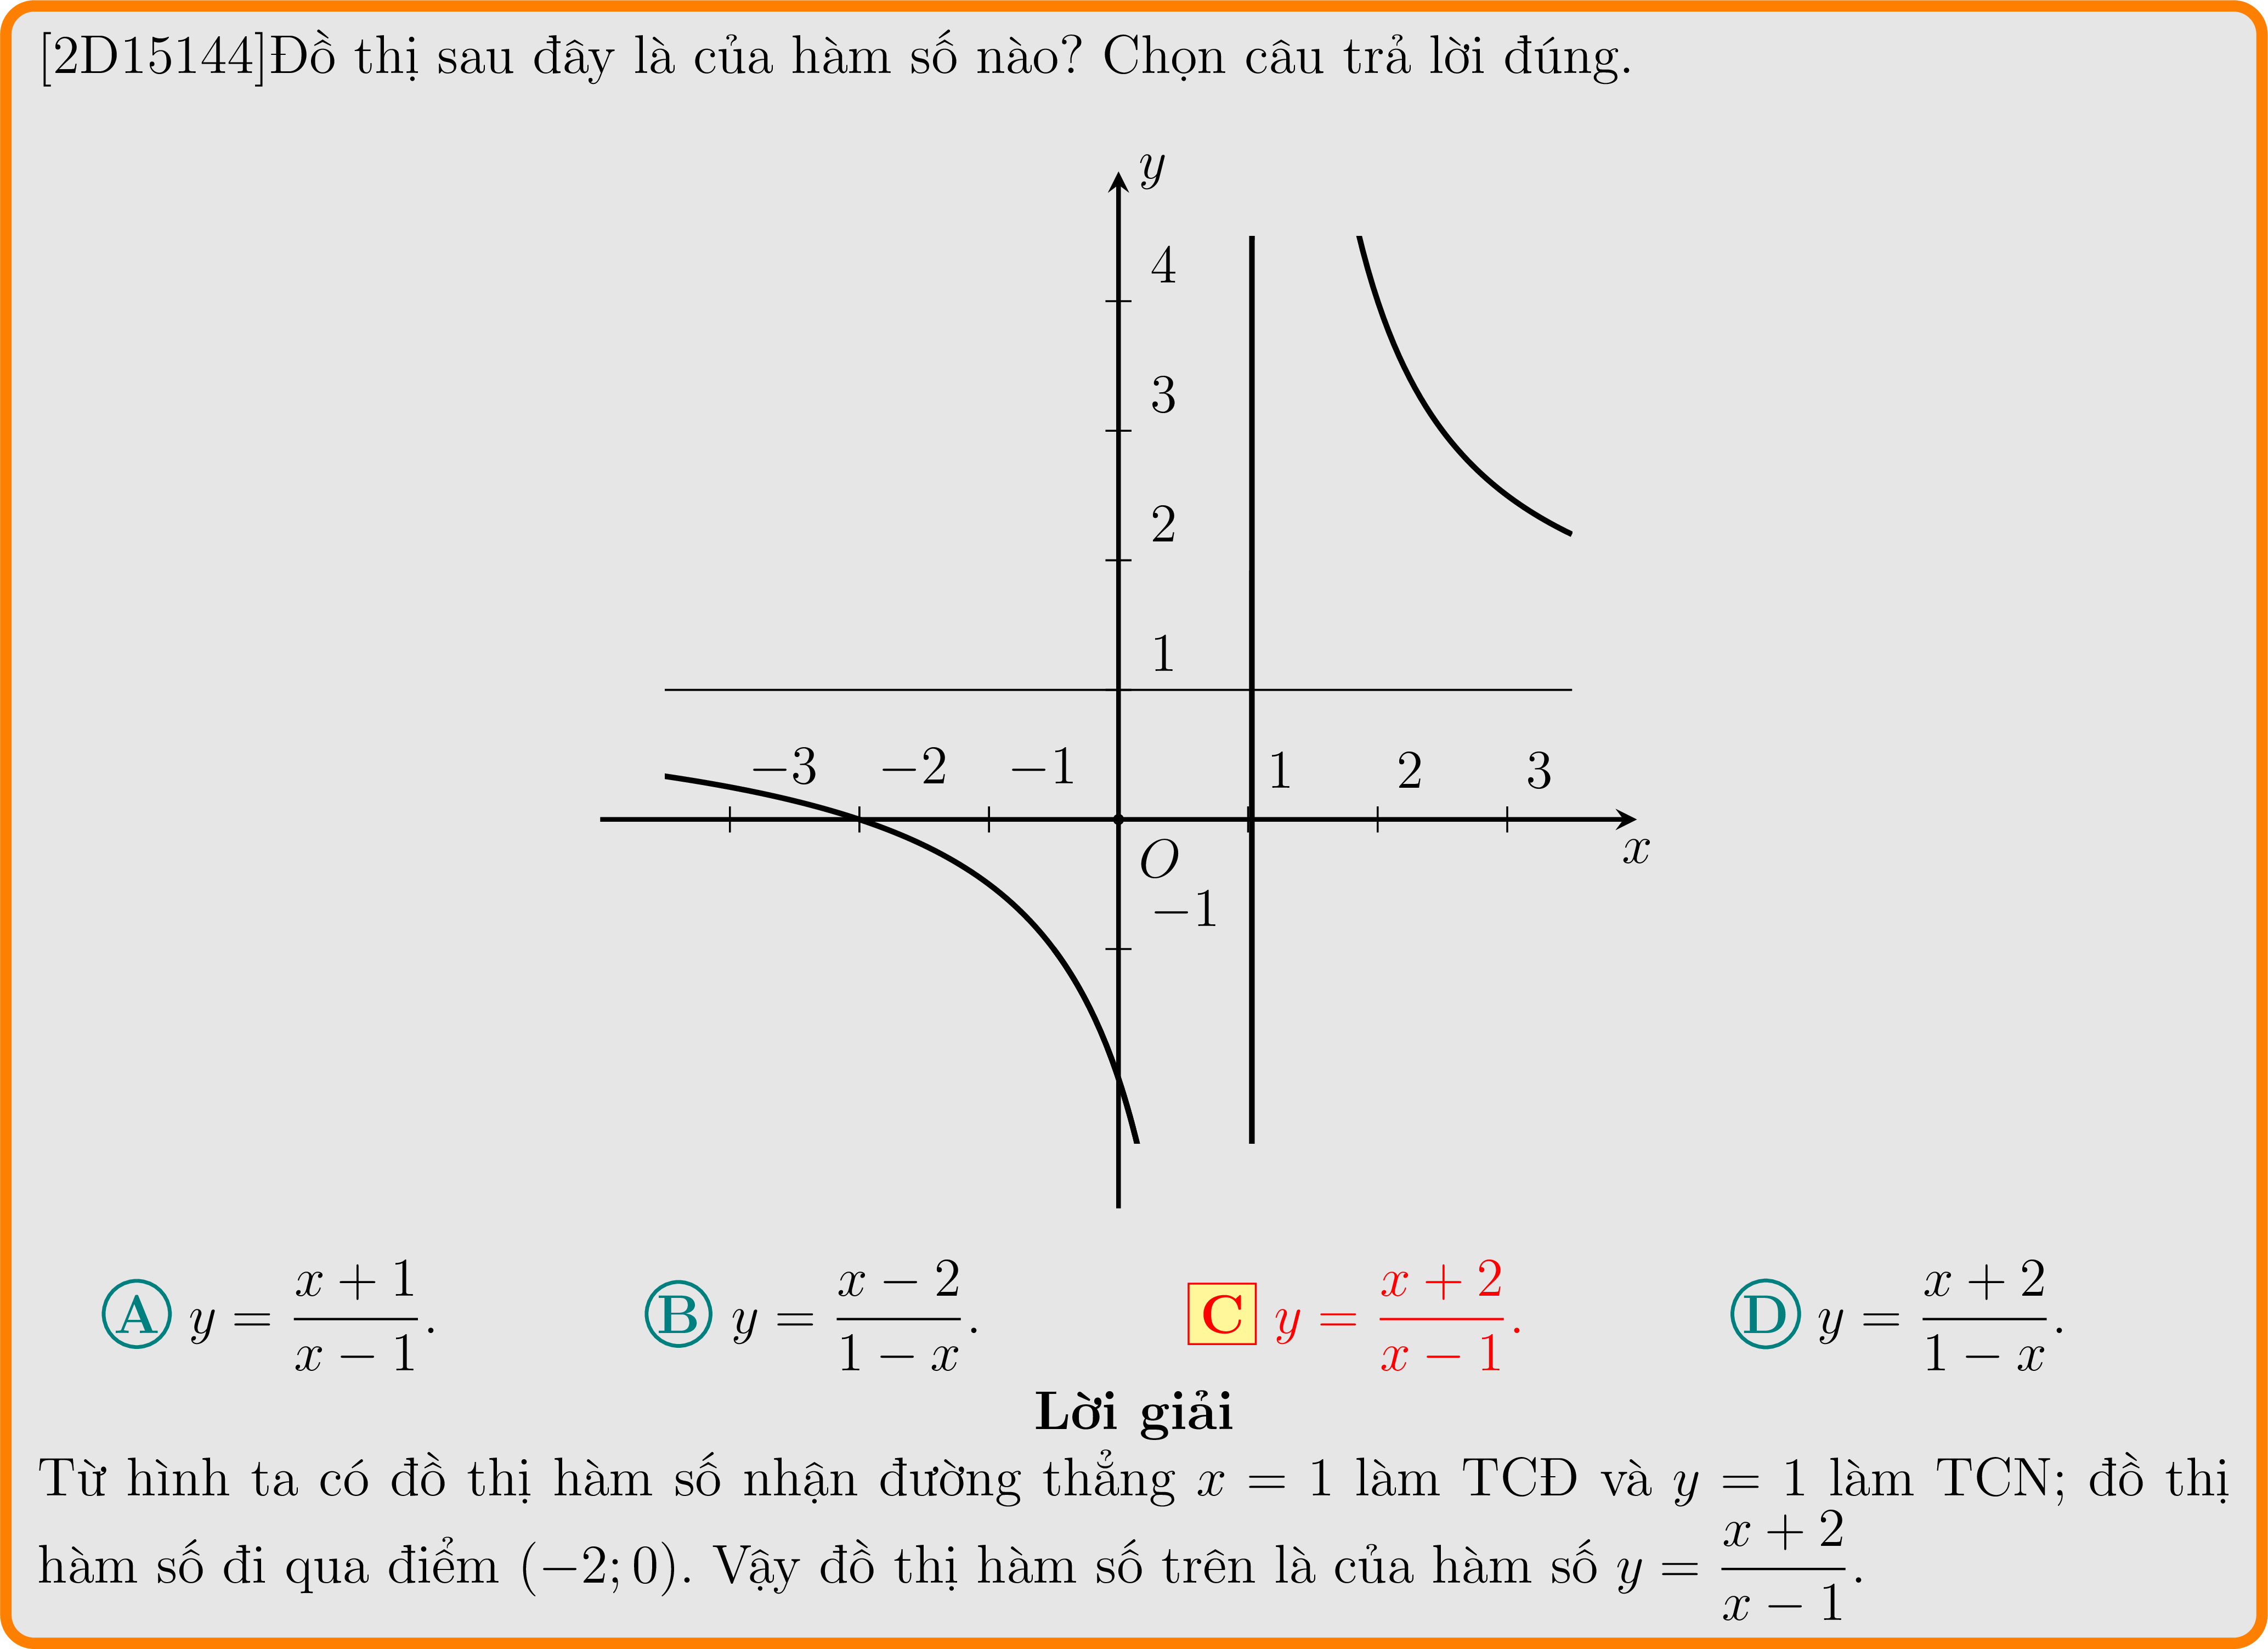 [2D15144]Đồ thị sau đây là của hàm số nào? Chọn câu trả lời đúng.
y
4
3
2
1
−3 −2 −1 1 2 3
x
O
−1
A y = \frac{x + 1}{x − 1}. B y = \frac{x − 2}{1 − x}. C y = \frac{x + 2}{x − 1}. D y = \frac{x + 2}{1 − x}.
Lời giải
Từ hình ta có đồ thị hàm số nhận đường thẳng x = 1 làm TCĐ và y = 1 làm TCN; đồ thị
hàm số đi qua điểm (−2; 0). Vậy đồ thị hàm số trên là của hàm số y = \frac{x + 2}{x − 1}.